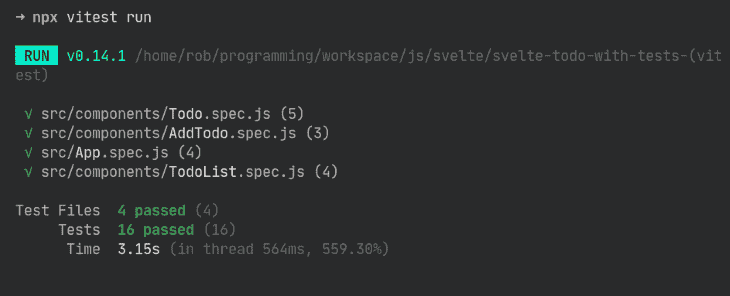 → npx vitest run
RUN v0.14.1 /home/rob/programming/workspace/js/svelte/svelte-todo-with-tests-(vit
est)
√ src/components/Todo.spec.js (5)
√ src/components/AddTodo.spec.js (3)
√ src/App.spec.js (4)
√ src/components/TodoList.spec.js (4)
Test Files 4 passed (4)
Tests 16 passed (16)
Time 3.15s (in thread 564ms, 559.30%)